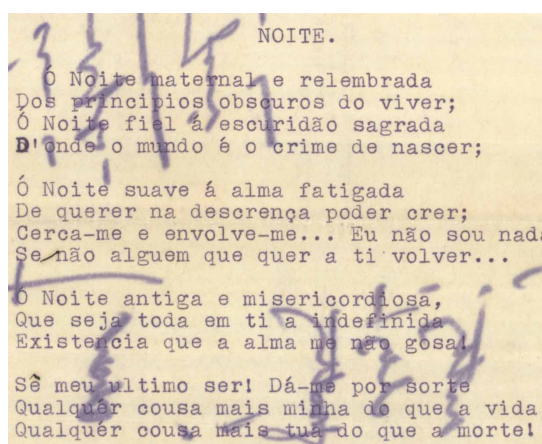 NOITE.
Ó Noite maternal e relembrada
Dos principios obscuros do viver;
Ó Noite fiel á escuridão sagrada
D'onde o mundo é o crime de nascer;
Ó Noite suave á alma fatigada
De querer na descrença poder crer;
Cerca-me e envolve-me... Eu não sou nada
Se não alguem que quer a ti volver...
Ó Noite antiga e misericordiosa,
Que seja toda em ti a indefinida
Existencia que a alma me não gosa!
Sê meu ultimo ser! Dá-me por sorte
Qualquér cousa mais minha do que a vida
Qualquér cousa mais tua do que a morte!